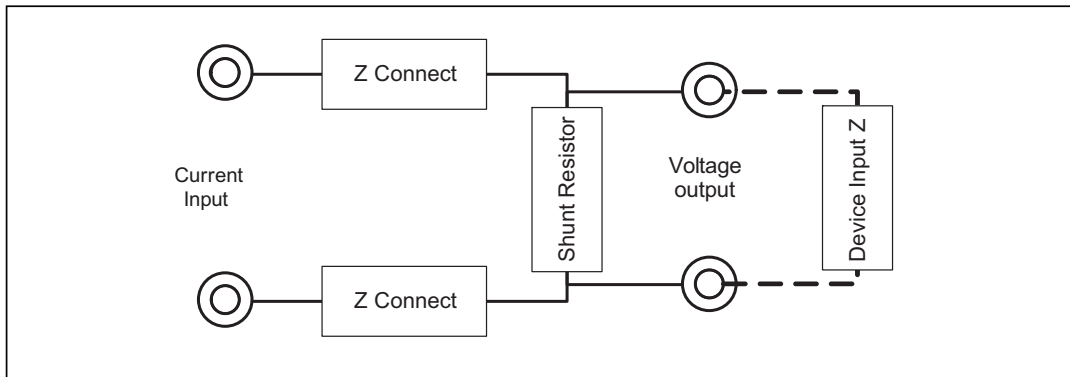 Z Connect
Shunt Resistor
Device Input Z
Current
Input
Voltage
output
Z Connect